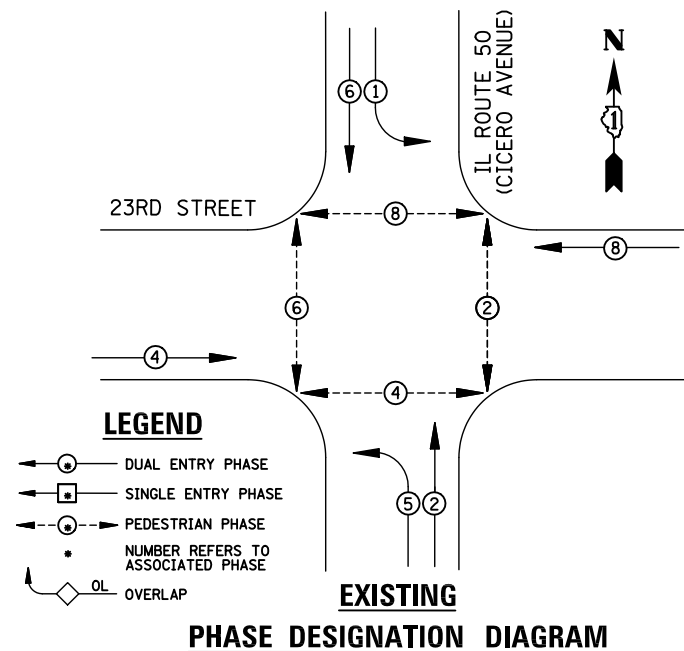 N
IL ROUTE 50
(CICERO AVENUE)
1
6 1
23RD STREET
8
8
6
2
4
4
LEGEND
* DUAL ENTRY PHASE
* SINGLE ENTRY PHASE
* PEDESTRIAN PHASE
* NUMBER REFERS TO
ASSOCIATED PHASE
OL OVERLAP
5 2
EXISTING
PHASE DESIGNATION DIAGRAM